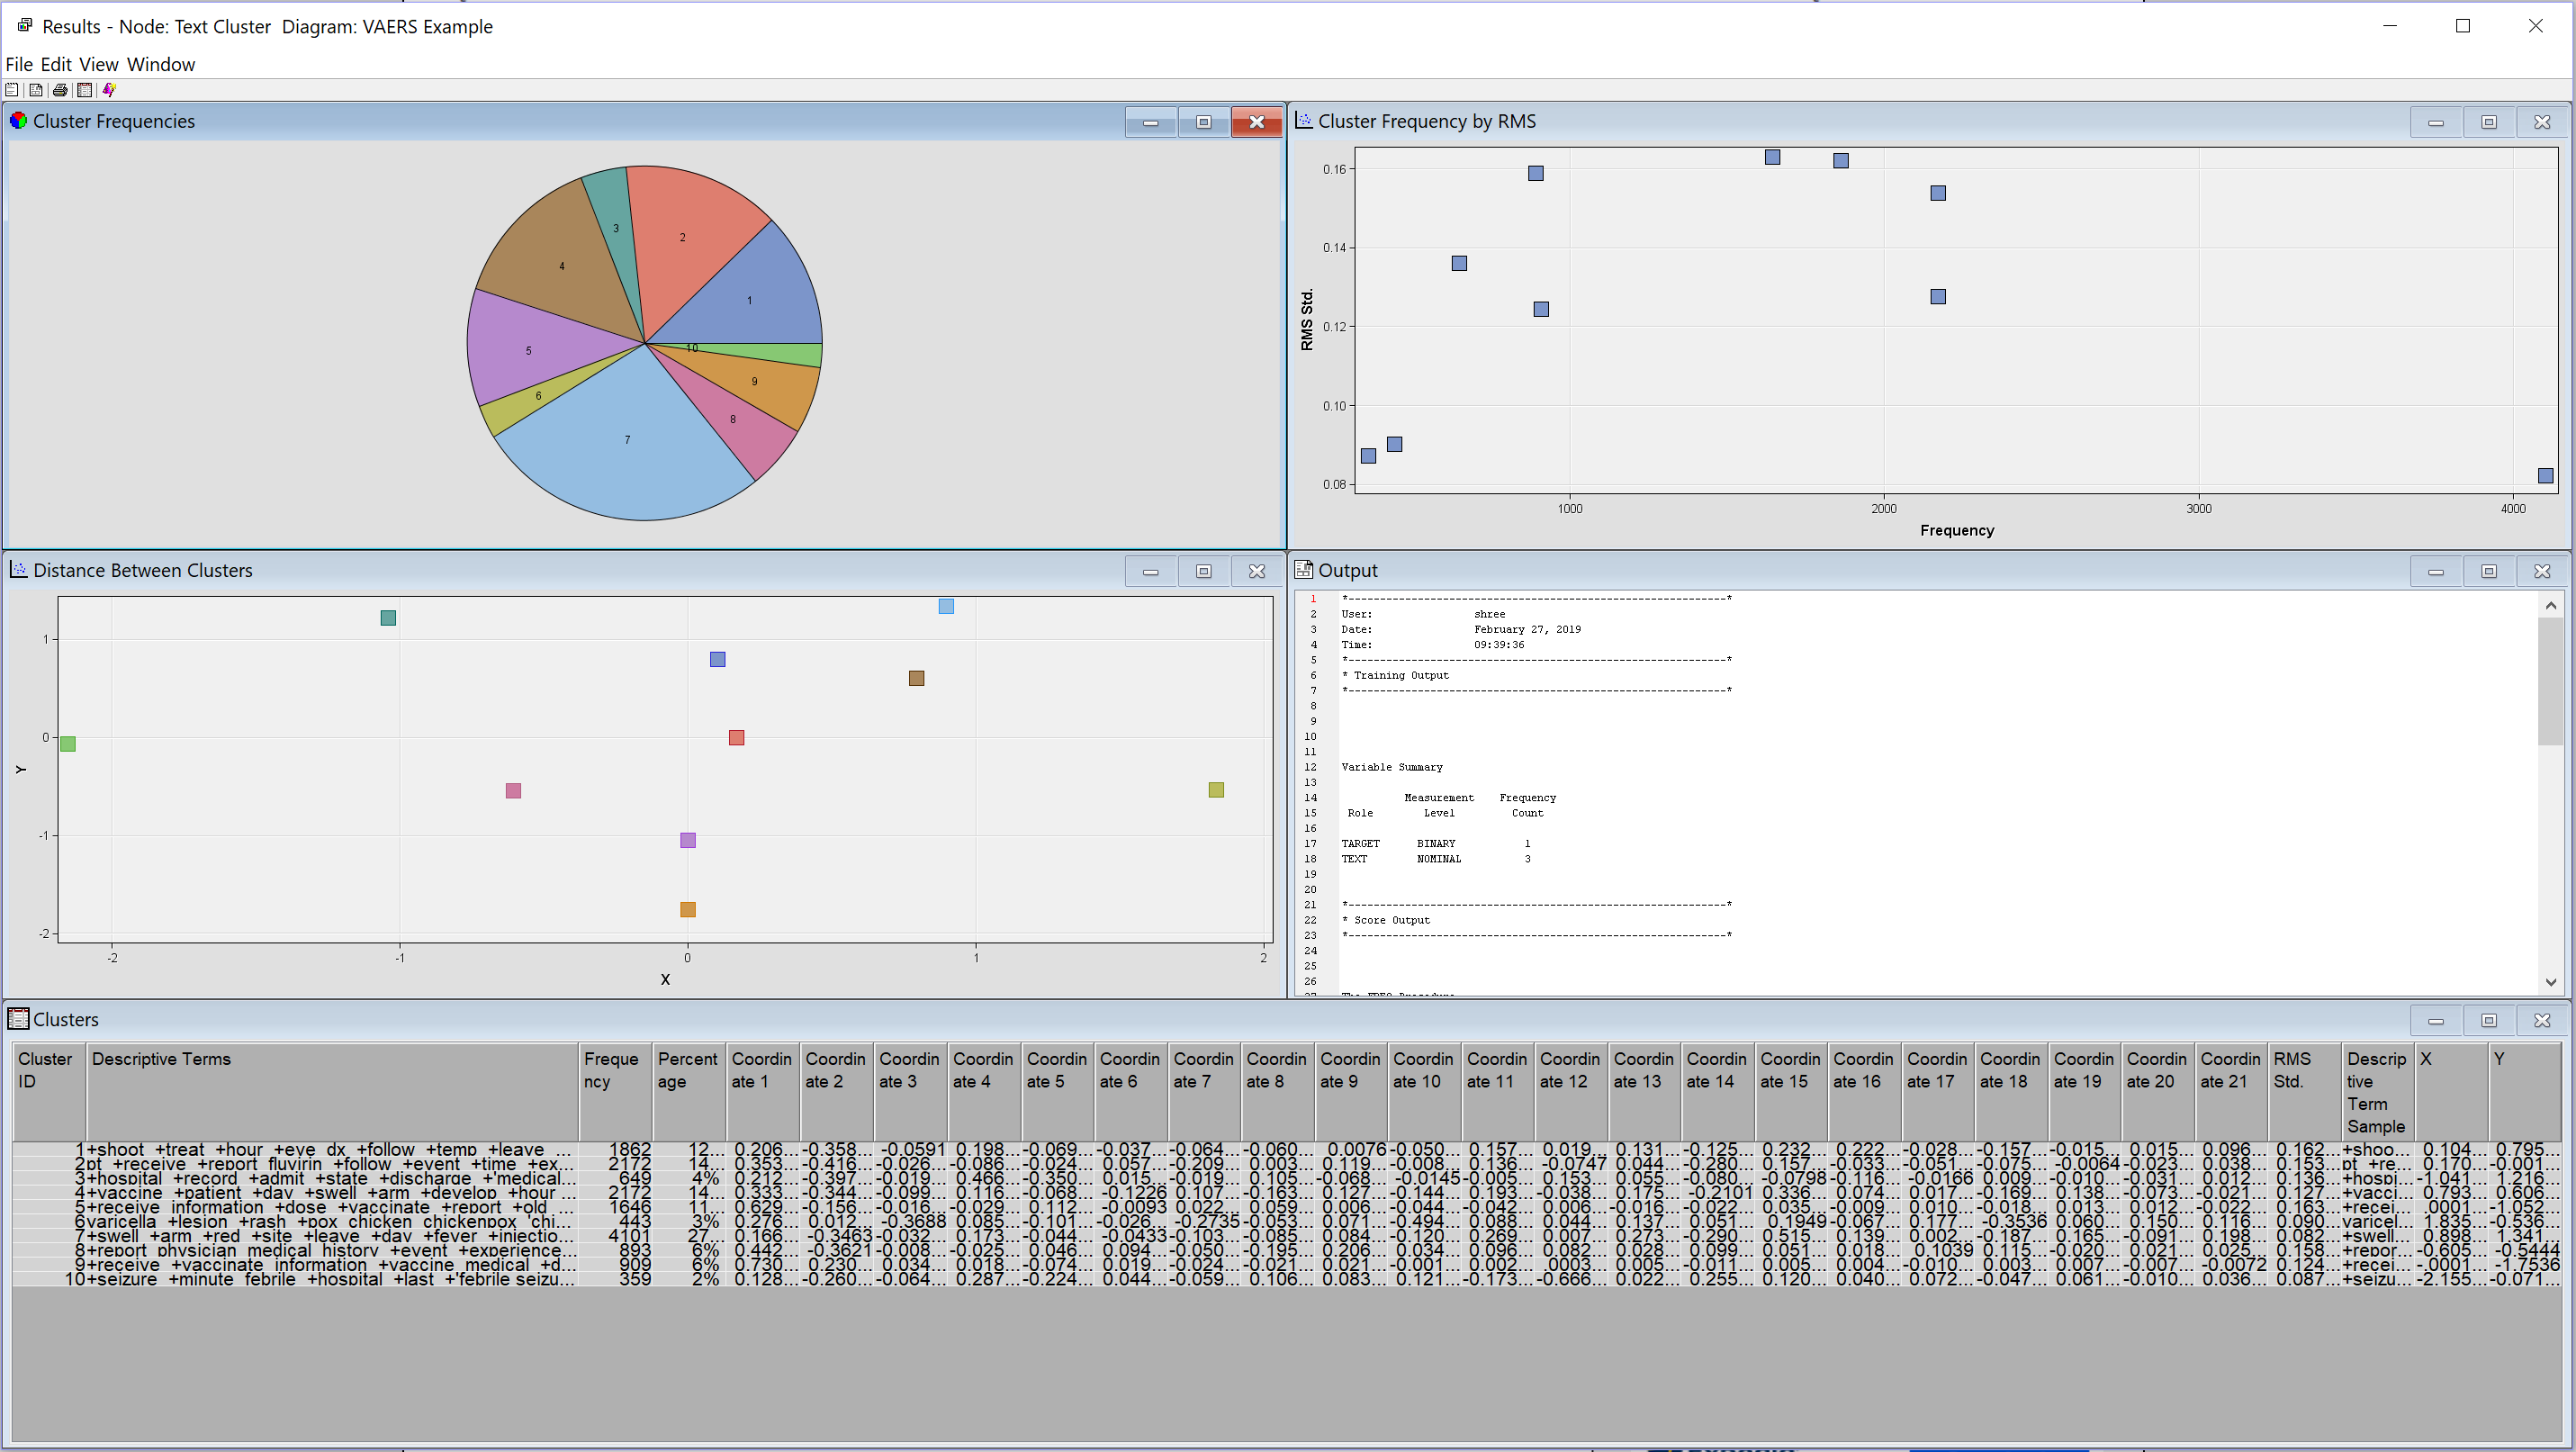 Results - Node: Text Cluster Diagram: VAERS Example
File Edit View Window
Cluster Frequencies
1
2
3
4
5
6
7
8
9
10
Cluster Frequency by RMS
RMS Std.
0.16
0.14
0.12
0.10
0.08
1000 2000 3000 4000
Frequency
Distance Between Clusters
Y
1
0
-1
-2
-2 -1 0 1 2
X
Output
1 *------------------------------------------------------------*
2 User: shree
3 Date: February 27, 2019
4 Time: 09:39:36
5 *------------------------------------------------------------*
6 * Training Output
7 *------------------------------------------------------------*
8
9
10
11
12 Variable Summary
13
14 Measurement Frequency
15 Role Level Count
16
17 TARGET BINARY 1
18 TEXT NOMINAL 3
19
20
21 *------------------------------------------------------------*
22 * Score Output
23 *------------------------------------------------------------*
24
25
26
Clusters
Cluster ID Descriptive Terms Frequency Percentage Coordinate 1 Coordinate 2 Coordinate 3 Coordinate 4 Coordinate 5 Coordinate 6 Coordinate 7 Coordinate 8 Coordinate 9 Coordinate 10 Coordinate 11 Coordinate 12 Coordinate 13 Coordinate 14 Coordinate 15 Coordinate 16 Coordinate 17 Coordinate 18 Coordinate 19 Coordinate 20 Coordinate 21 RMS Std. Descriptive Term Sample X Y
1 +shoot +treat +hour +eye dx +follow +temp +leave ... 1862 12... 0.206... -0.358... -0.0591 0.198... -0.069... -0.037... -0.064... -0.060... 0.0076 -0.050... 0.157... 0.019... 0.131... -0.125... 0.232... 0.222... -0.028... -0.157... -0.015... 0.015... 0.096... 0.162... +shoo... 0.104... 0.795...
2 pt +receive +report fluvirin +follow +event +time +ex... 2172 14... 0.353... -0.416... -0.026... -0.086... -0.024... 0.057... -0.209... 0.003... 0.119... -0.008... 0.136... -0.0747 0.044... -0.280... 0.157... -0.033... -0.051... -0.075... -0.0064 -0.023... 0.038... 0.153... pt +re... 0.170... -0.001...
3 +hospital +record +admit +state +discharge +'medical... 649 4% 0.212... -0.397... -0.019... 0.466... -0.350... 0.015... -0.019... 0.105... -0.068... -0.0145 -0.005... 0.153... 0.055... -0.080... -0.0798 -0.116... -0.0166 0.009... -0.010... -0.031... 0.012... 0.136... +hospi... -1.041... 1.216...
4 +vaccine +patient +day +swell +arm +develop +hour ... 2172 14... 0.333... -0.344... -0.099... 0.116... -0.068... -0.1226 0.107... -0.163... 0.127... -0.144... 0.193... -0.038... 0.175... -0.2101 0.336... 0.074... 0.017... -0.169... 0.138... -0.073... -0.021... 0.127... +vacci... 0.793... 0.606...
5 +receive information +dose +vaccinate +report +old ... 1646 11... 0.629... -0.156... -0.016... -0.029... 0.112... -0.0093 0.022... 0.059... 0.006... -0.044... -0.042... 0.006... -0.016... -0.022... 0.035... -0.009... 0.010... -0.018... 0.013... 0.012... -0.022... 0.163... +recei... .0001... -1.052...
6 varicella +lesion +rash +pox chicken chickenpox 'chi... 443 3% 0.276... 0.012... -0.3688 0.085... -0.101... -0.026... -0.2735 -0.053... 0.071... -0.494... 0.088... 0.044... 0.137... 0.051... 0.1949 -0.067... 0.177... -0.3536 0.060... 0.150... 0.116... 0.090... varicel... 1.835... -0.536...
7 +swell +arm +red +site +leave +day +fever +injectio... 4101 27... 0.166... -0.3463 -0.032... 0.173... -0.044... -0.0433 -0.103... -0.085... 0.084... -0.120... 0.269... 0.007... 0.273... -0.290... 0.515... 0.139... 0.002... -0.187... 0.165... -0.091... 0.198... 0.082... +swell... 0.898... 1.341...
8 +report physician medical history +event +experience... 893 6% 0.442... -0.3621 -0.008... -0.025... 0.046... 0.094... -0.050... -0.195... 0.206... 0.034... 0.096... 0.082... 0.028... 0.099... 0.051... 0.018... 0.1039 0.115... -0.020... 0.021... 0.025... 0.158... +repor... -0.605... -0.5444
9 +receive +vaccinate information +vaccine medical +d... 909 6% 0.730... 0.230... 0.034... 0.018... -0.074... 0.019... -0.024... 0.021... -0.021... -0.001... 0.002... .0003... 0.005... -0.011... 0.005... 0.004... -0.010... 0.003... 0.007... -0.007... -0.0072 0.124... +recei... -.0001... -1.7536
10 +seizure +minute febrile +hospital +last +'febrile seizu... 359 2% 0.128... -0.260... -0.064... 0.287... -0.224... 0.044... -0.059... 0.106... 0.083... 0.121... -0.173... -0.666... 0.022... 0.255... 0.120... 0.040... 0.072... -0.047... 0.061... -0.010... 0.036... 0.087... +seizu... -2.155... -0.071...